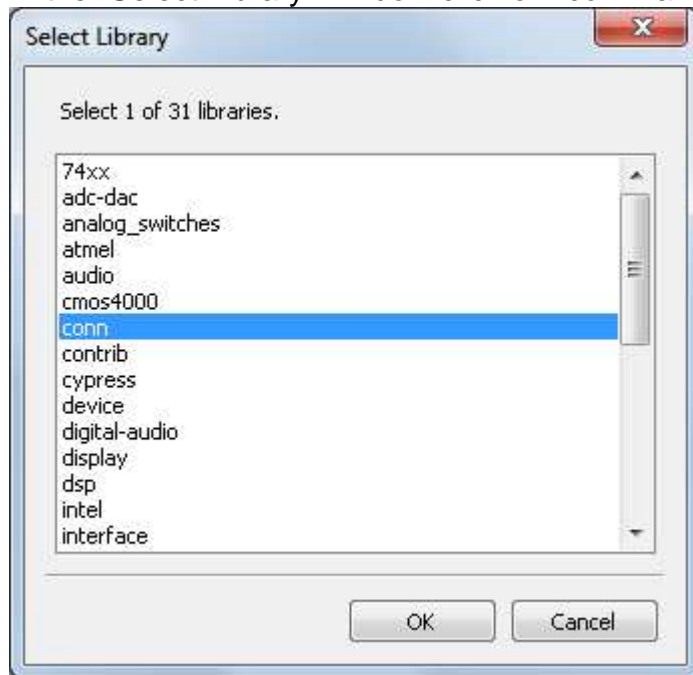 Select Library
Select 1 of 31 libraries.
74xx
adc-dac
analog_switches
atmel
audio
cmos4000
conn
contrib
cypress
device
digital-audio
display
dsp
intel
interface
OK Cancel